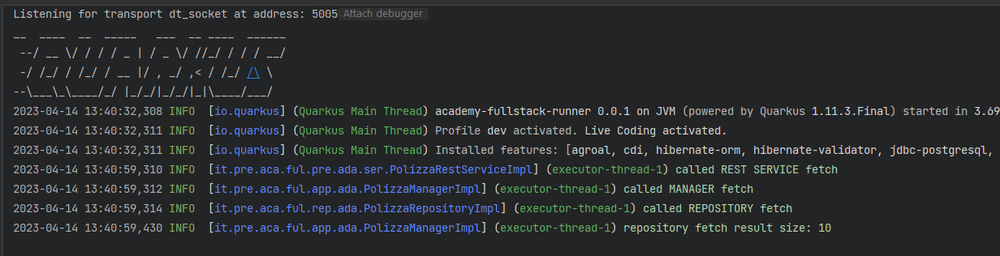 Listening for transport dt_socket at address: 5005 Attach debugger
__  ____  __  _____   ___  __ ____  ______
 --/ __ \/ / / / _ | / _ \/ //_/ / / / __/
 -/ /_/ / /_/ / __ |/ , _/ ,< / /_/ /\ \
--\___\_\____/_/ |_/_/|_/_/|_|\____/___/
2023-04-14 13:40:32,308 INFO  [io.quarkus] (Quarkus Main Thread) academy-fullstack-runner 0.0.1 on JVM (powered by Quarkus 1.11.3.Final) started in 3.69
2023-04-14 13:40:32,311 INFO  [io.quarkus] (Quarkus Main Thread) Profile dev activated. Live Coding activated.
2023-04-14 13:40:32,311 INFO  [io.quarkus] (Quarkus Main Thread) Installed features: [agroal, cdi, hibernate-orm, hibernate-validator, jdbc-postgresql,
2023-04-14 13:40:59,310 INFO  [it.pre.aca.ful.pre.ada.ser.PolizzaRestServiceImpl] (executor-thread-1) called REST SERVICE fetch
2023-04-14 13:40:59,312 INFO  [it.pre.aca.ful.app.ada.PolizzaManagerImpl] (executor-thread-1) called MANAGER fetch
2023-04-14 13:40:59,314 INFO  [it.pre.aca.ful.rep.ada.PolizzaRepositoryImpl] (executor-thread-1) called REPOSITORY fetch
2023-04-14 13:40:59,430 INFO  [it.pre.aca.ful.app.ada.PolizzaManagerImpl] (executor-thread-1) repository fetch result size: 10